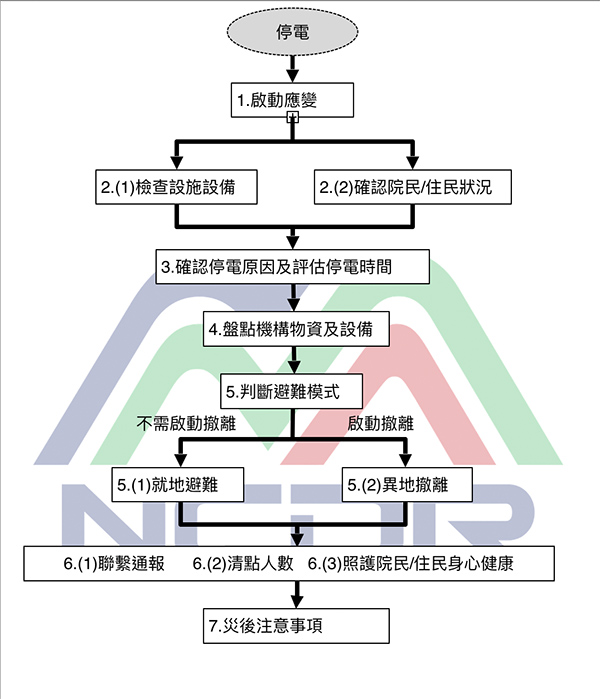 停電
1.啟動應變
2.(1)檢查設施設備
2.(2)確認院民/住民狀況
3.確認停電原因及評估停電時間
4.盤點機構物資及設備
5.判斷避難模式
不需啟動撤離
啟動撤離
5.(1)就地避難
5.(2)異地撤離
NCDR
6.(1)聯繫通報 6.(2)清點人數 6.(3)照護院民/住民身心健康
7.災後注意事項